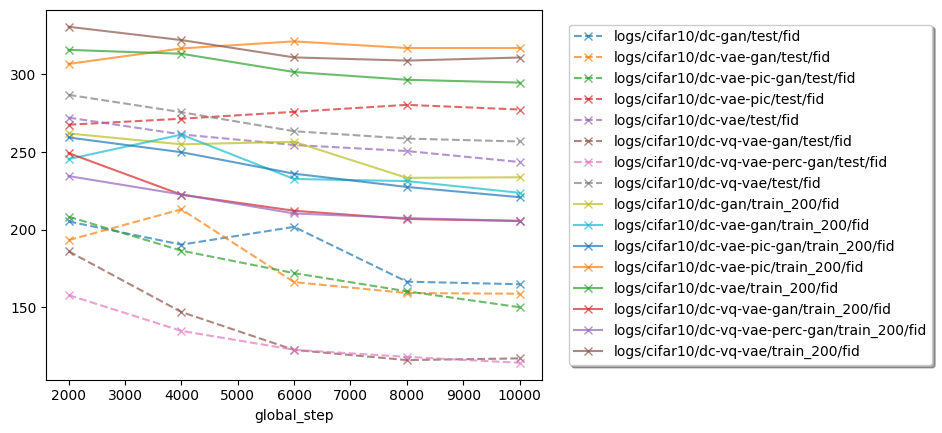 300
250
200
150
2000 3000 4000 5000 6000 7000 8000 9000 10000
global_step
logs/cifar10/dc-gan/test/fid
logs/cifar10/dc-vae-gan/test/fid
logs/cifar10/dc-vae-pic-gan/test/fid
logs/cifar10/dc-vae-pic/test/fid
logs/cifar10/dc-vae/test/fid
logs/cifar10/dc-vq-vae-gan/test/fid
logs/cifar10/dc-vq-vae-perc-gan/test/fid
logs/cifar10/dc-vq-vae/test/fid
logs/cifar10/dc-gan/train_200/fid
logs/cifar10/dc-vae-gan/train_200/fid
logs/cifar10/dc-vae-pic-gan/train_200/fid
logs/cifar10/dc-vae-pic/train_200/fid
logs/cifar10/dc-vae/train_200/fid
logs/cifar10/dc-vq-vae-gan/train_200/fid
logs/cifar10/dc-vq-vae-perc-gan/train_200/fid
logs/cifar10/dc-vq-vae/train_200/fid